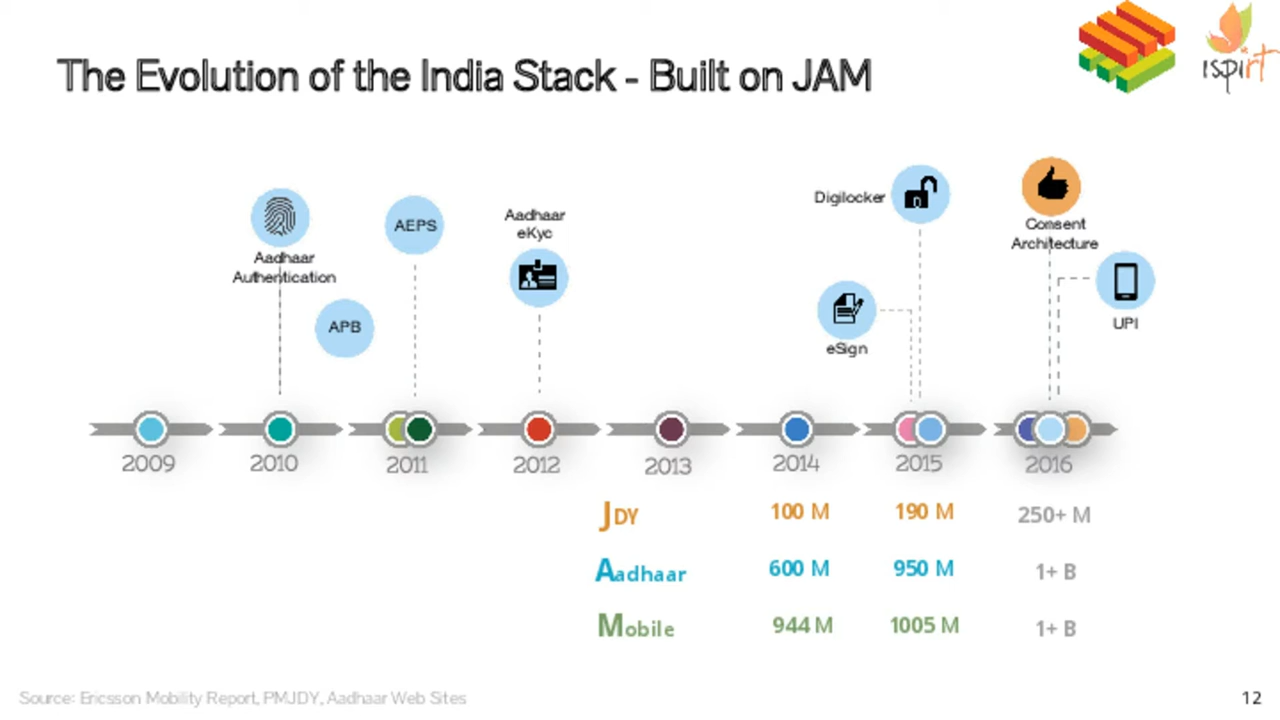 The Evolution of the India Stack - Built on JAM
ispirt
Aadhaar
Authentication
APB
AEPS
Aadhaar
eKyc
Digilocker
eSign
Consent
Architecture
UPI
2009 2010 2011 2012 2013 2014 2015 2016
JDY 100 M 190 M 250+ M
Aadhaar 600 M 950 M 1+ B
Mobile 944 M 1005 M 1+ B
Source: Ericsson Mobility Report, PMJDY, Aadhaar Web Sites
12